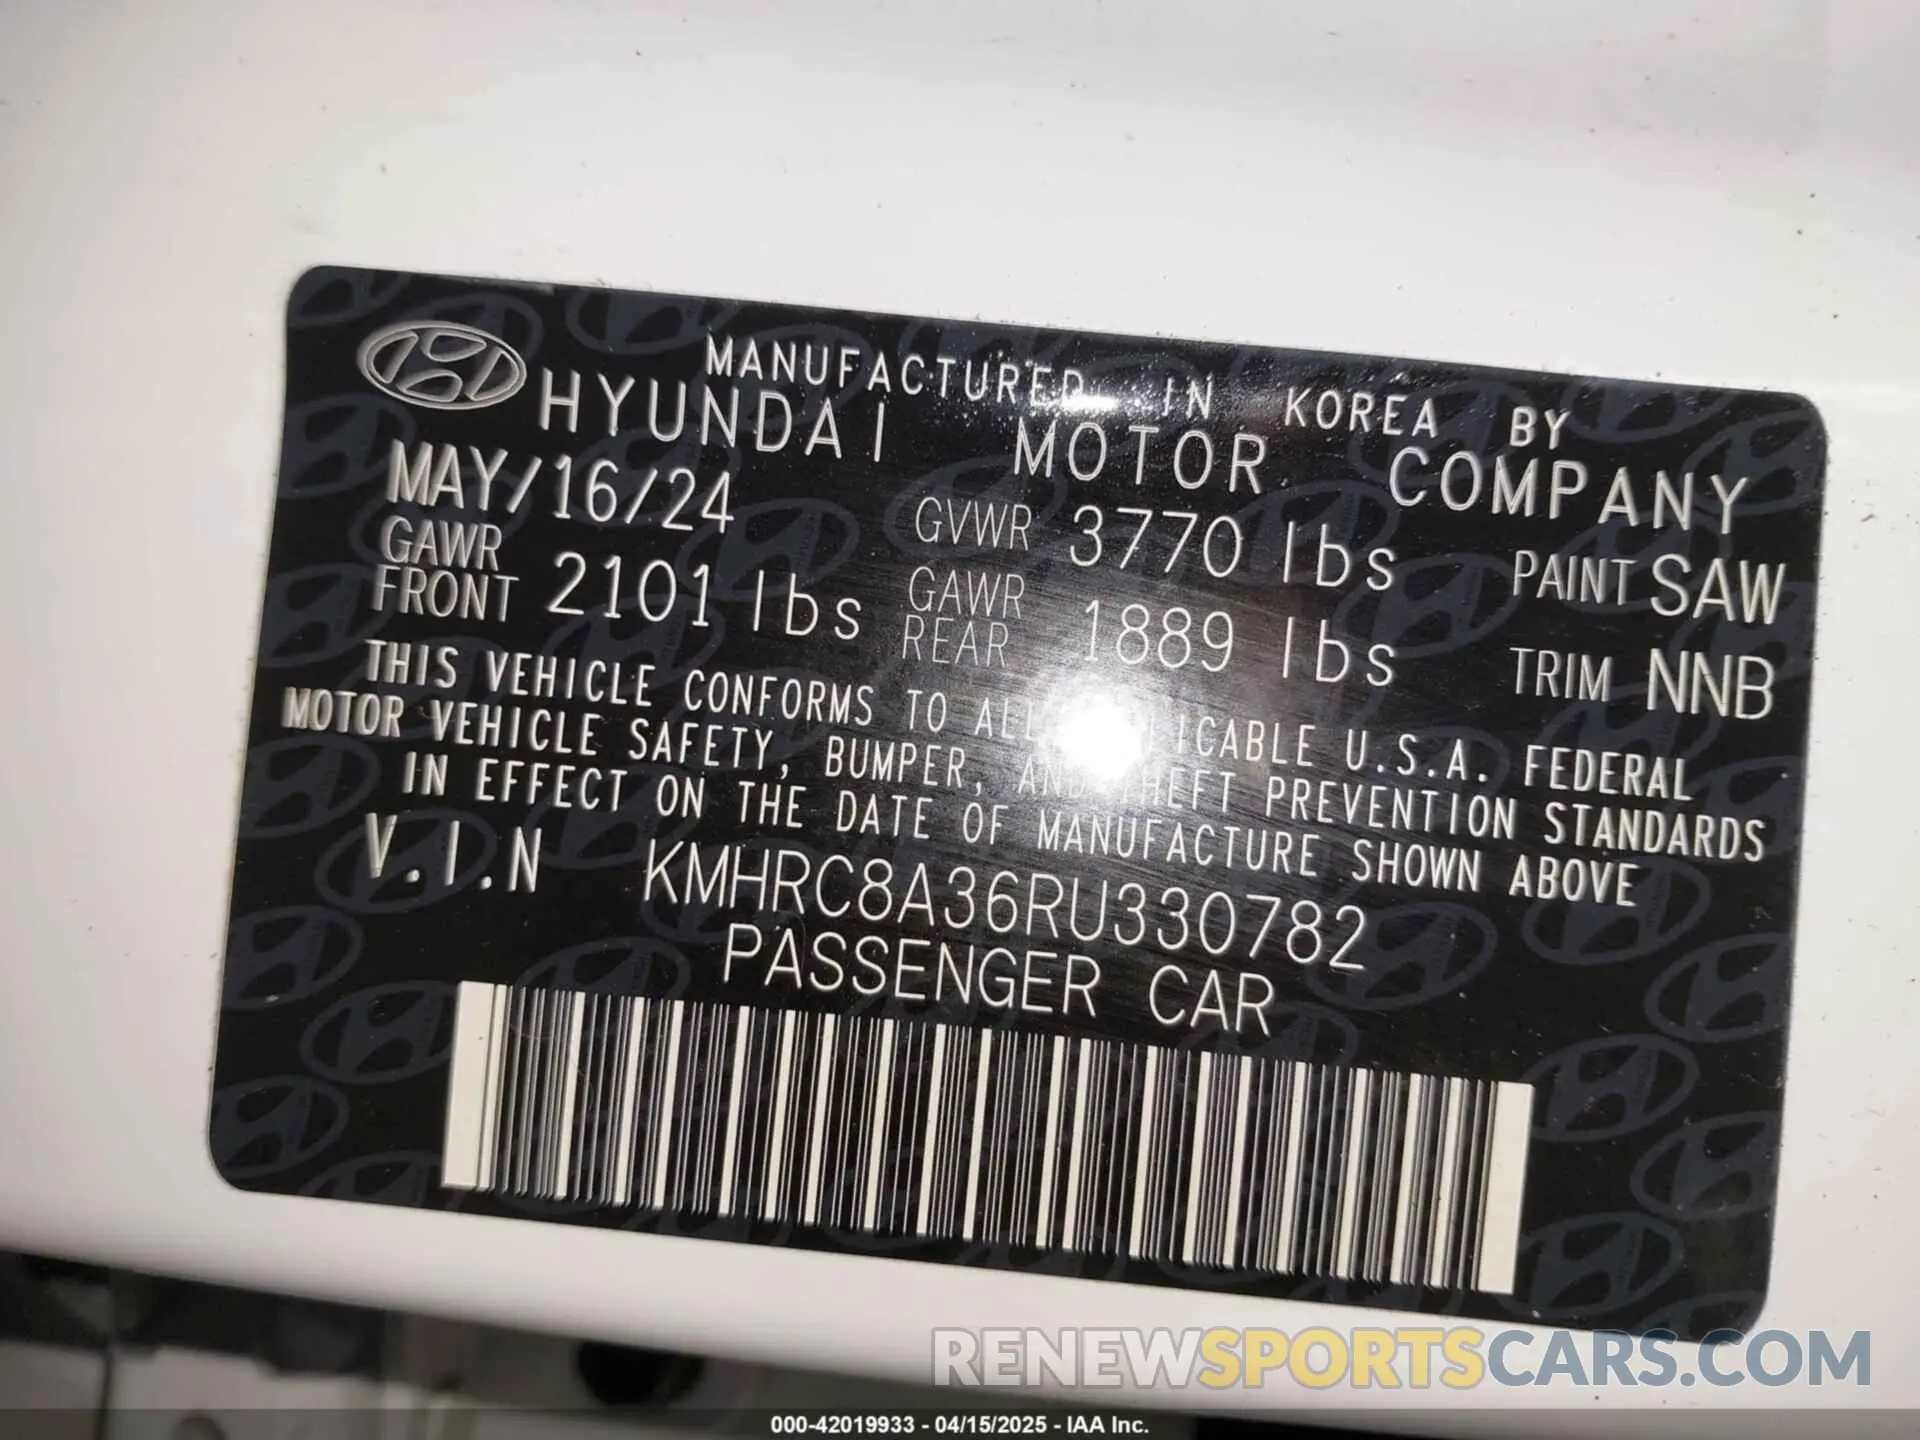 MANUFACTURED IN KOREA BY
HYUNDAI MOTOR COMPANY
MAY/16/24 GVWR 3770 lbs PAINT SAW
GAWR FRONT 2101 lbs GAWR REAR 1889 lbs TRIM NNB
THIS VEHICLE CONFORMS TO ALL U.S.A. FEDERAL
MOTOR VEHICLE SAFETY, BUMPER, AND THEFT PREVENTION STANDARDS
IN EFFECT ON THE DATE OF MANUFACTURE SHOWN ABOVE
V.I.N KMHRC8A36RU330782
PASSENGER CAR
RENEWSPORTSCARS.COM
000-42019933 - 04/15/2025 - IAA Inc.